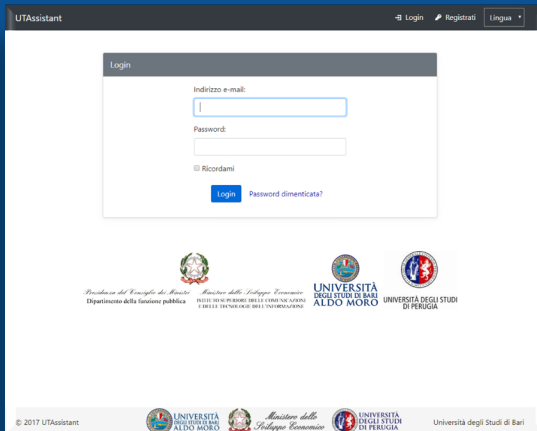 UTAssistant
Login
Registrati
Lingua
Login
Indirizzo e-mail:
Password:
Ricordami
Login
Password dimenticata?
Presidenza del Consiglio dei Ministri
Dipartimento della funzione pubblica
Ministero dello Sviluppo Economico
ISTITUTO SUPERIORE DELLE COMUNICAZIONI
E DELLE TECNOLOGIE DELL'INFORMAZIONE
UNIVERSITÀ
DEGLI STUDI DI BARI
ALDO MORO
UNIVERSITÀ DEGLI STUDI
DI PERUGIA
© 2017 UTAssistant
UNIVERSITÀ
DEGLI STUDI DI BARI
ALDO MORO
Ministero dello
Sviluppo Economico
UNIVERSITÀ
DEGLI STUDI
DI PERUGIA
Università degli Studi di Bari